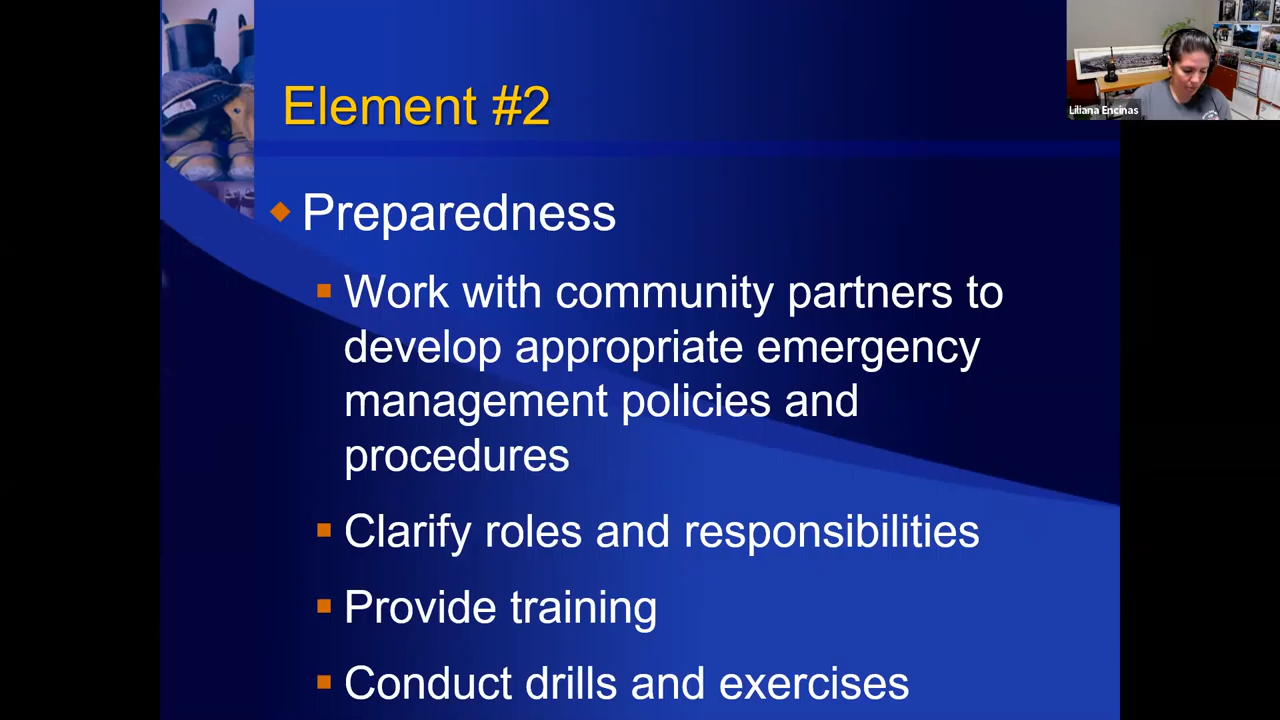 Element #2
Liliana Encinas
Preparedness
Work with community partners to
develop appropriate emergency
management policies and
procedures
Clarify roles and responsibilities
Provide training
Conduct drills and exercises